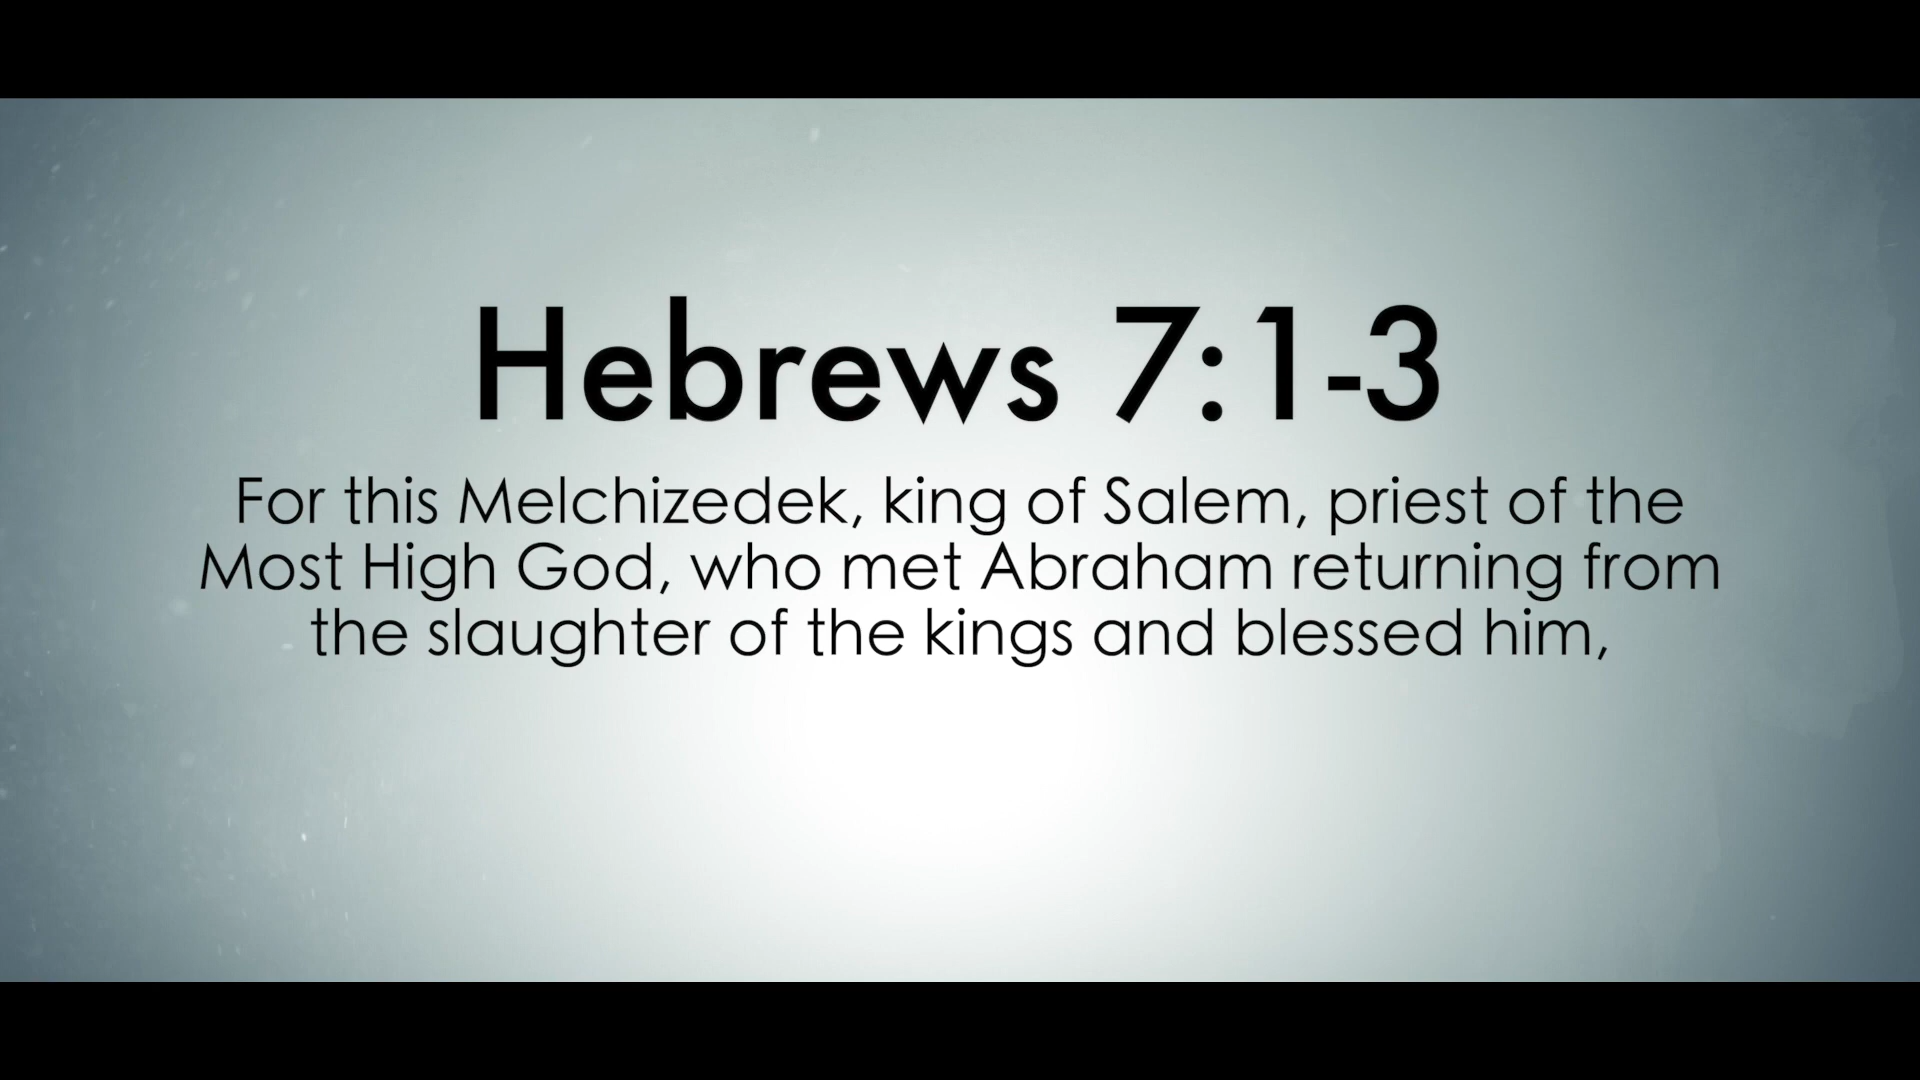 Hebrews 7:1-3
For this Melchizedek, king of Salem, priest of the
Most High God, who met Abraham returning from
the slaughter of the kings and blessed him,